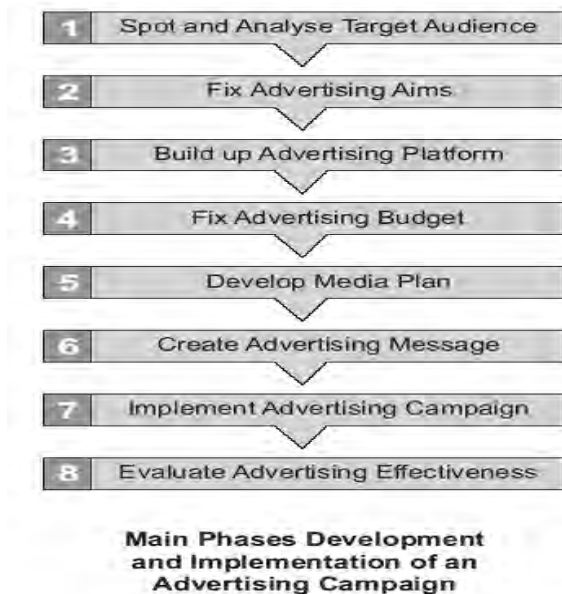 1 Spot and Analyse Target Audience
2 Fix Advertising Aims
3 Build up Advertising Platform
4 Fix Advertising Budget
5 Develop Media Plan
6 Create Advertising Message
7 Implement Advertising Campaign
8 Evaluate Advertising Effectiveness
Main Phases Development
and Implementation of an
Advertising Campaign